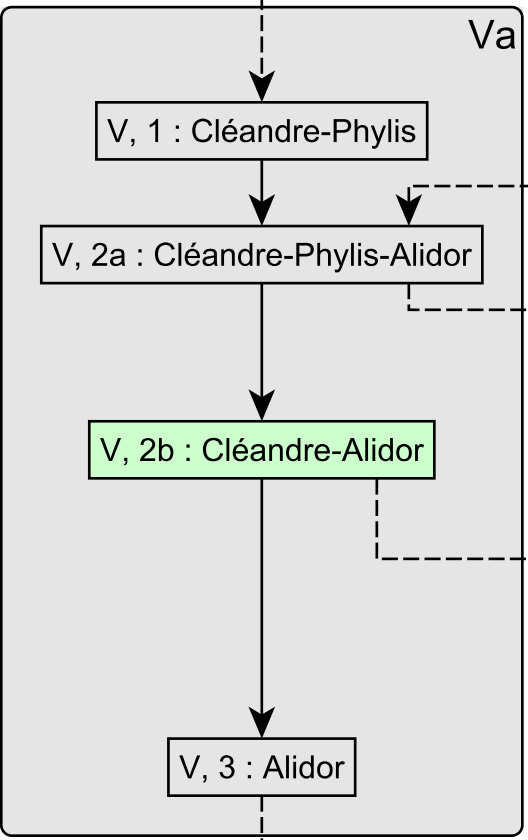 Va
V, 1 : Cléandre-Phylis
V, 2a : Cléandre-Phylis-Alidor
V, 2b : Cléandre-Alidor
V, 3 : Alidor